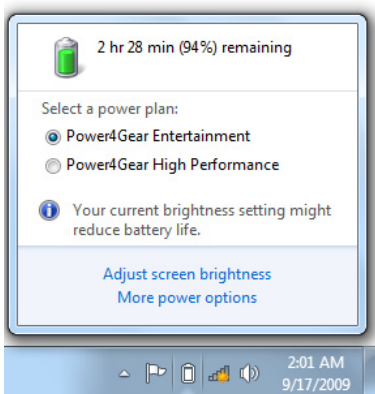 2 hr 28 min (94%) remaining
Select a power plan:
Power4Gear Entertainment
Power4Gear High Performance
Your current brightness setting might
reduce battery life.
Adjust screen brightness
More power options
2:01 AM
9/17/2009